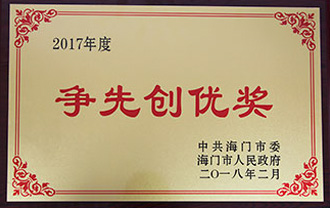 2017年度
争先创优奖
中共海门市委
海门市人民政府
二〇一八年二月